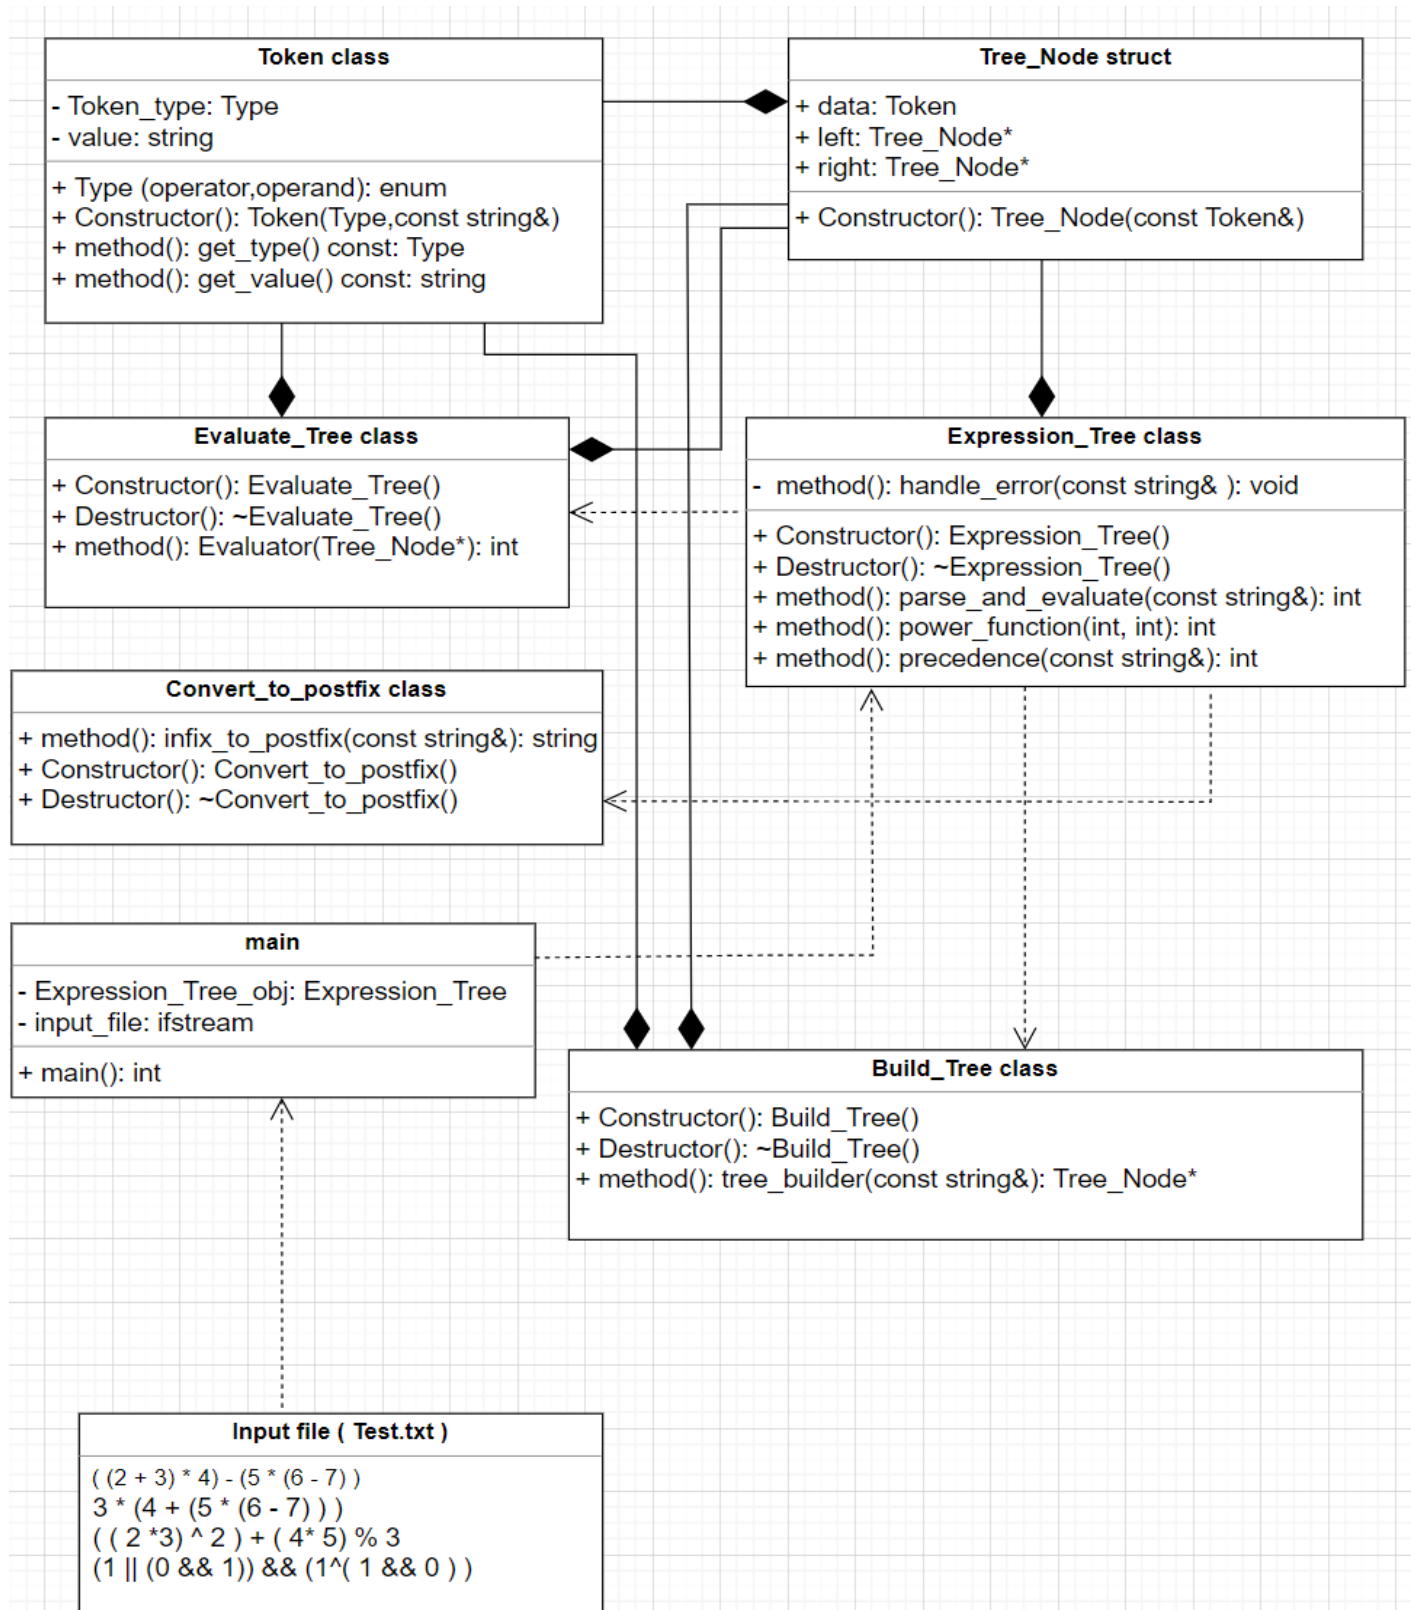 Token class
- Token_type: Type
- value: string
+ Type (operator,operand): enum
+ Constructor(): Token(Type,const string&)
+ method(): get_type() const: Type
+ method(): get_value() const: string
Tree_Node struct
+ data: Token
+ left: Tree_Node*
+ right: Tree_Node*
+ Constructor(): Tree_Node(const Token&)
Evaluate_Tree class
+ Constructor(): Evaluate_Tree()
+ Destructor(): ~Evaluate_Tree()
+ method(): Evaluator(Tree_Node*): int
Expression_Tree class
- method(): handle_error(const string& ): void
+ Constructor(): Expression_Tree()
+ Destructor(): ~Expression_Tree()
+ method(): parse_and_evaluate(const string&): int
+ method(): power_function(int, int): int
+ method(): precedence(const string&): int
Convert_to_postfix class
+ method(): infix_to_postfix(const string&): string
+ Constructor(): Convert_to_postfix()
+ Destructor(): ~Convert_to_postfix()
main
- Expression_Tree_obj: Expression_Tree
- input_file: ifstream
+ main(): int
Build_Tree class
+ Constructor(): Build_Tree()
+ Destructor(): ~Build_Tree()
+ method(): tree_builder(const string&): Tree_Node*
Input file ( Test.txt )
( (2 + 3) * 4) - (5 * (6 - 7) )
3 * (4 + (5 * (6 - 7) ) )
( ( 2 *3) ^ 2 ) + ( 4* 5) % 3
(1 || (0 && 1)) && (1^( 1 && 0 ) )